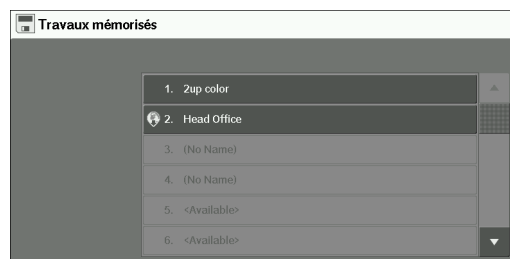 Travaux mémorisés
1. 2up color
2. Head Office
3. (No Name)
4. (No Name)
5. <Available>
6. <Available>